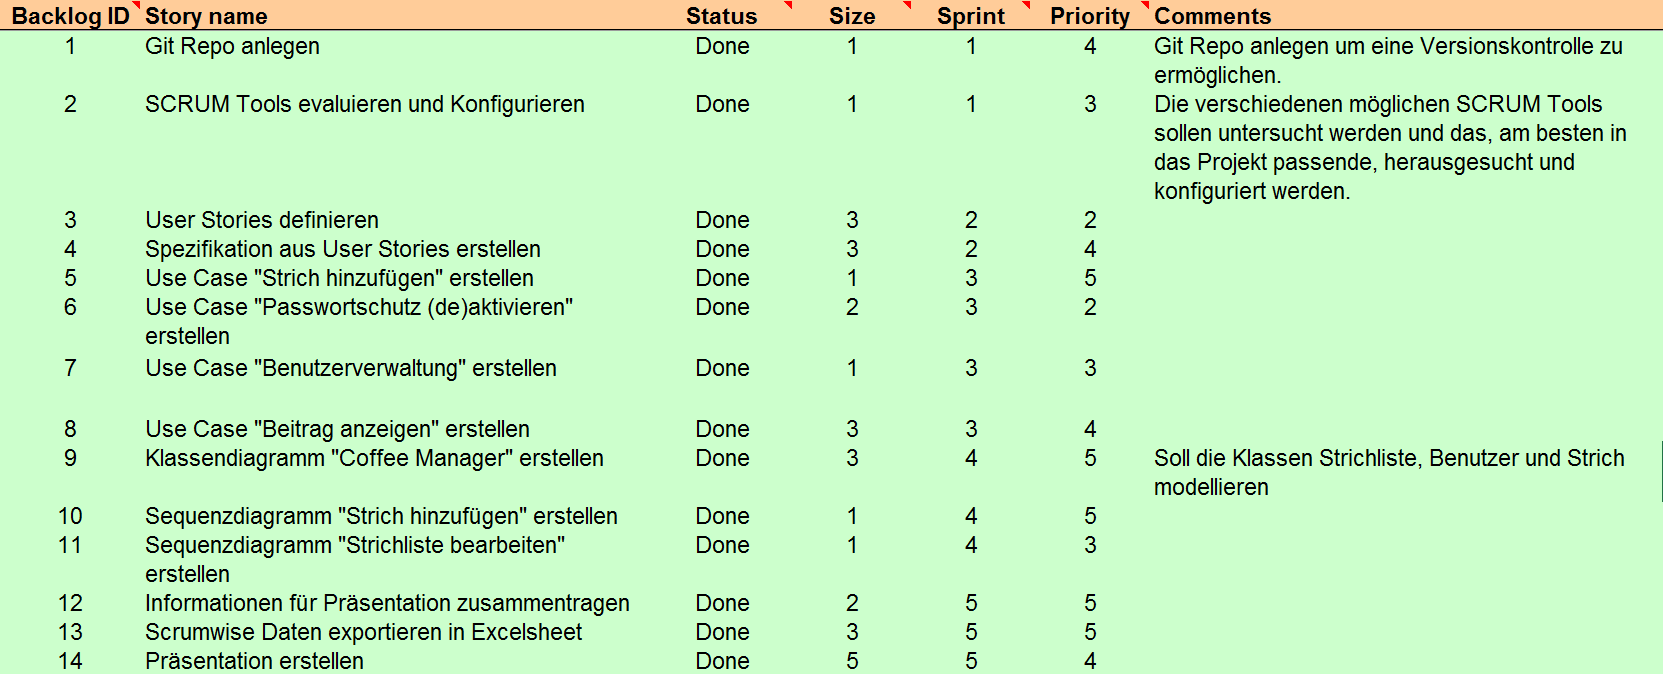 Backlog ID Story name Status Size Sprint Priority Comments
1 Git Repo anlegen Done 1 1 4 Git Repo anlegen um eine Versionskontrolle zu
ermöglichen.
2 SCRUM Tools evaluieren und Konfigurieren Done 1 1 3 Die verschiedenen möglichen SCRUM Tools
sollen untersucht werden und das, am besten in
das Projekt passende, herausgesucht und
konfiguriert werden.
3 User Stories definieren Done 3 2 2
4 Spezifikation aus User Stories erstellen Done 3 2 4
5 Use Case "Strich hinzufügen" erstellen Done 1 3 5
6 Use Case "Passwortschutz (de)aktivieren" Done 2 3 2
erstellen
7 Use Case "Benutzerverwaltung" erstellen Done 1 3 3
8 Use Case "Beitrag anzeigen" erstellen Done 3 3 4
9 Klassendiagramm "Coffee Manager" erstellen Done 3 4 5 Soll die Klassen Strichliste, Benutzer und Strich
modellieren
10 Sequenzdiagramm "Strich hinzufügen" erstellen Done 1 4 5
11 Sequenzdiagramm "Strichliste bearbeiten" Done 1 4 3
erstellen
12 Informationen für Präsentation zusammentragen Done 2 5 5
13 Scrumwise Daten exportieren in Excelsheet Done 3 5 5
14 Präsentation erstellen Done 5 5 4